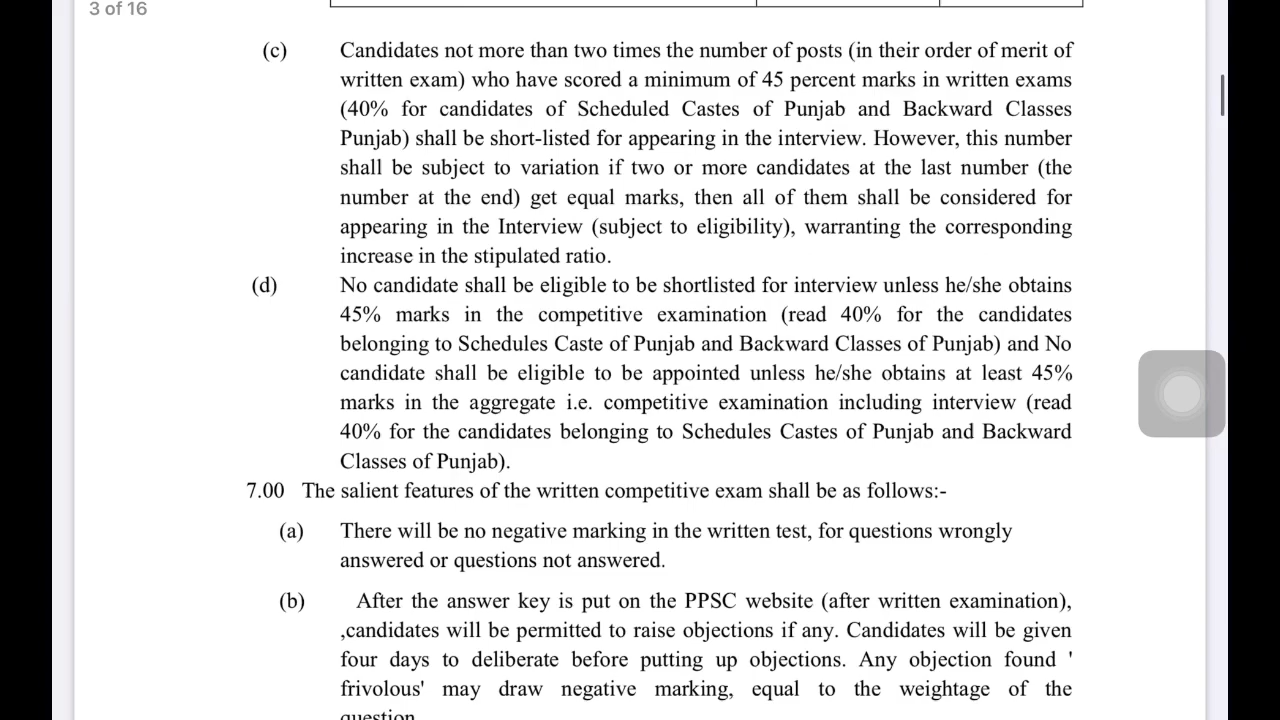 3 of 16
(c) Candidates not more than two times the number of posts (in their order of merit of
written exam) who have scored a minimum of 45 percent marks in written exams
(40% for candidates of Scheduled Castes of Punjab and Backward Classes
Punjab) shall be short-listed for appearing in the interview. However, this number
shall be subject to variation if two or more candidates at the last number (the
number at the end) get equal marks, then all of them shall be considered for
appearing in the Interview (subject to eligibility), warranting the corresponding
increase in the stipulated ratio.
(d) No candidate shall be eligible to be shortlisted for interview unless he/she obtains
45% marks in the competitive examination (read 40% for the candidates
belonging to Schedules Caste of Punjab and Backward Classes of Punjab) and No
candidate shall be eligible to be appointed unless he/she obtains at least 45%
marks in the aggregate i.e. competitive examination including interview (read
40% for the candidates belonging to Schedules Castes of Punjab and Backward
Classes of Punjab).
7.00 The salient features of the written competitive exam shall be as follows:-
(a) There will be no negative marking in the written test, for questions wrongly
answered or questions not answered.
(b) After the answer key is put on the PPSC website (after written examination),
,candidates will be permitted to raise objections if any. Candidates will be given
four days to deliberate before putting up objections. Any objection found '
frivolous' may draw negative marking, equal to the weightage of the
question